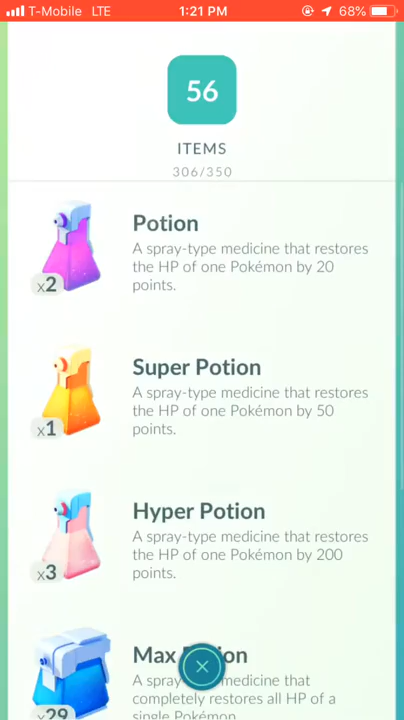 T-Mobile LTE 1:21 PM 68%
56
ITEMS
306/350
Potion
A spray-type medicine that restores
the HP of one Pokémon by 20
points.
x2
Super Potion
A spray-type medicine that restores
the HP of one Pokémon by 50
points.
x1
Hyper Potion
A spray-type medicine that restores
the HP of one Pokémon by 200
points.
x3
Max
A medicine that
completely restores all HP of a
single Pokémon.
x29